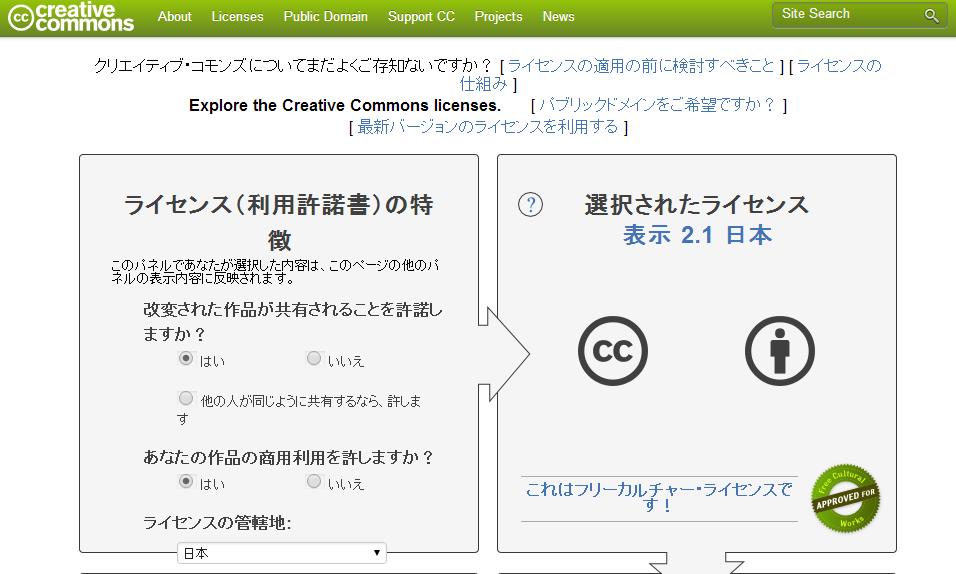 cc creative commons
About Licenses Public Domain Support CC Projects News
Site Search
クリエイティブ・コモンズについてまだよくご存知ないですか？ [ ライセンスの適用の前に検討すべきこと ] [ ライセンスの
仕組み ]
Explore the Creative Commons licenses. [ パブリックドメインをご希望ですか？ ]
[ 最新バージョンのライセンスを利用する ]
ライセンス（利用許諾書）の特
徴
このパネルであなたが選択した内容は、このページの他のパ
ネルの表示内容に反映されます。
改変された作品が共有されることを許諾し
ますか？
はい いいえ
他の人が同じように共有するなら、許しま
す
あなたの作品の商用利用を許しますか？
はい いいえ
ライセンスの管轄地:
日本
?
選択されたライセンス
表示 2.1 日本
cc
これはフリーカルチャー・ライセンスで
す！
Free Cultural
APPROVED FOR
Works